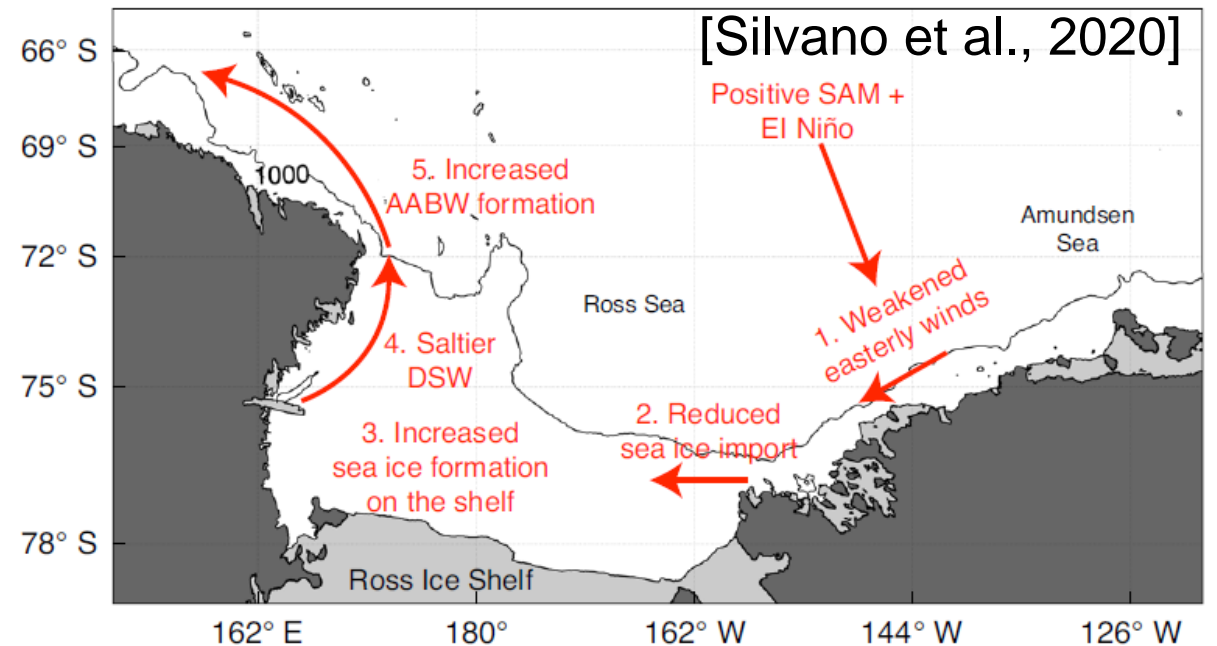 [Silvano et al., 2020]
66° S
69° S
72° S
75° S
78° S
Positive SAM +
El Niño
Amundsen
Sea
1. Weakened
easterly winds
Ross Sea
2. Reduced
sea ice import
3. Increased
sea ice formation
on the shelf
4. Saltier
DSW
5. Increased
AABW formation
1000
Ross Ice Shelf
162° E
180°
162° W
144° W
126° W